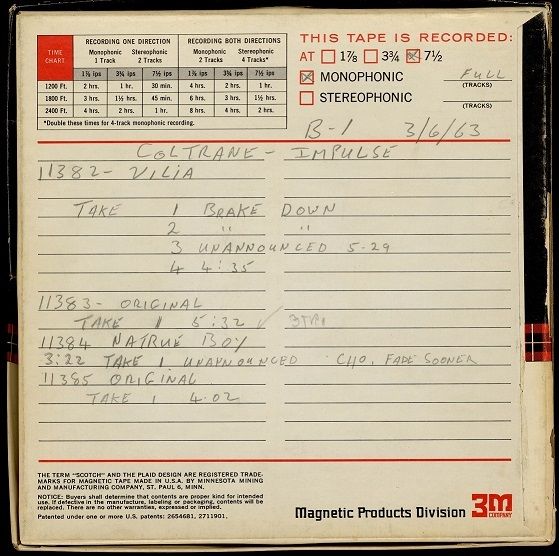 TIME CHART
RECORDING ONE DIRECTION
RECORDING BOTH DIRECTIONS
Monophonic 1 Track
Stereophonic 2 Tracks
Monophonic 2 Tracks
Stereophonic 4 Tracks*
1⅞ ips 3¾ ips 7½ ips 1⅞ ips 3¾ ips 7½ ips
1200 Ft. 2 hrs. 1 hr. 30 min. 4 hrs. 2 hrs. 1 hr.
1800 Ft. 3 hrs. 1½ hrs. 45 min. 6 hrs. 3 hrs. 1½ hrs.
2400 Ft. 4 hrs. 2 hrs. 1 hr. 8 hrs. 4 hrs. 2 hrs.
*Double these times for 4-track monophonic recording.
THIS TAPE IS RECORDED:
AT 1⅞ 3¾ 7½
MONOPHONIC FULL
(TRACKS)
STEREOPHONIC
(TRACKS)
B-1 3/6/63
COLTRANE - IMPULSE
11382 - VILIA
TAKE 1 BRAKE DOWN
2 " "
3 UNANNOUNCED 5-29
4 4:35
11383 - ORIGINAL
TAKE 1 5:32
11384 NATRUE BOY
3:22 TAKE 1 UNANNOUNCED CHO. FADE SOONER
11385 ORIGINAL
TAKE 1 4.02
THE TERM "SCOTCH" AND THE PLAID DESIGN ARE REGISTERED TRADE-
MARKS FOR MAGNETIC TAPE MADE IN U.S.A. BY MINNESOTA MINING
AND MANUFACTURING COMPANY, ST. PAUL 6, MINN.
NOTICE: Buyers shall determine that contents are proper kind for intended
use. If defective in the manufacture, labeling or packaging, contents will be
replaced. There are no other warranties, expressed or implied.
Patented under one or more U.S. patents: 2654681, 2711901.
Magnetic Products Division 3M
COMPANY